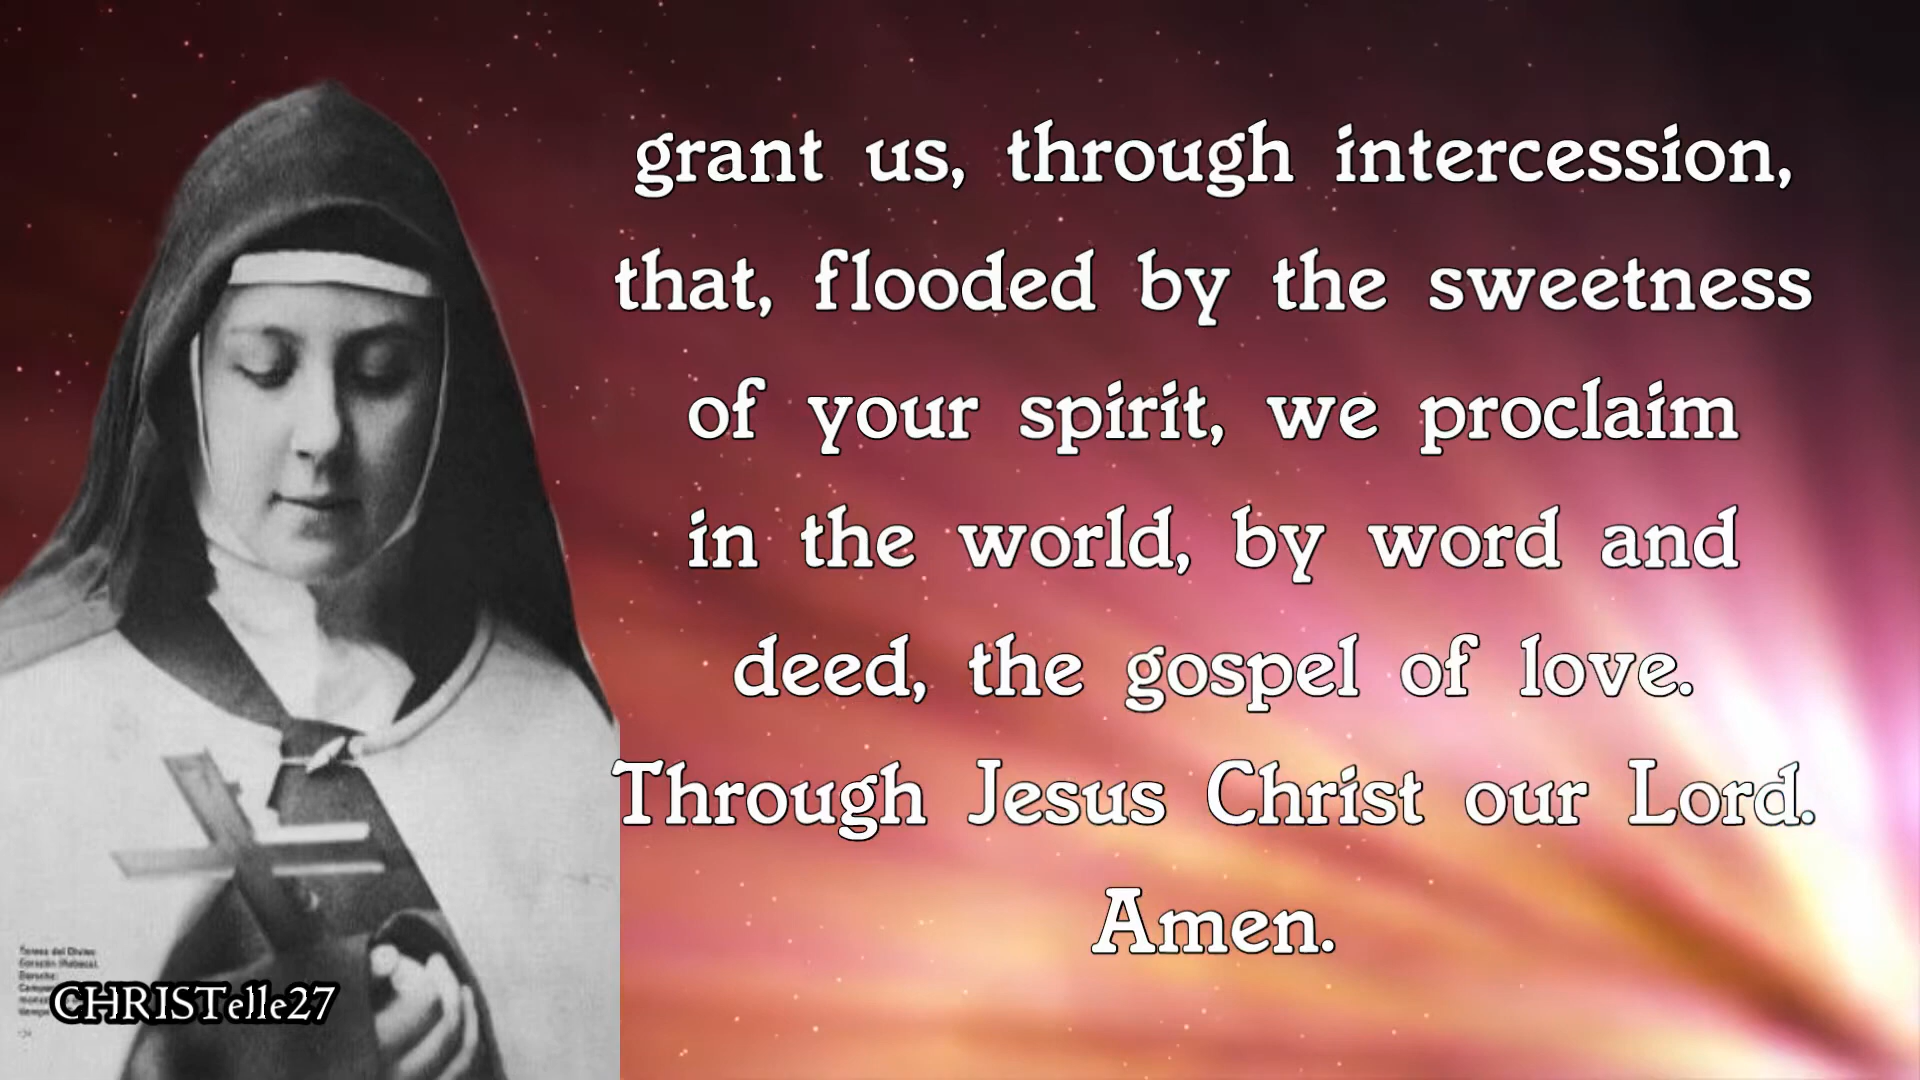 grant us, through intercession,
that, flooded by the sweetness
of your spirit, we proclaim
in the world, by word and
deed, the gospel of love.
Through Jesus Christ our Lord.
Amen.
CHRISTelle27